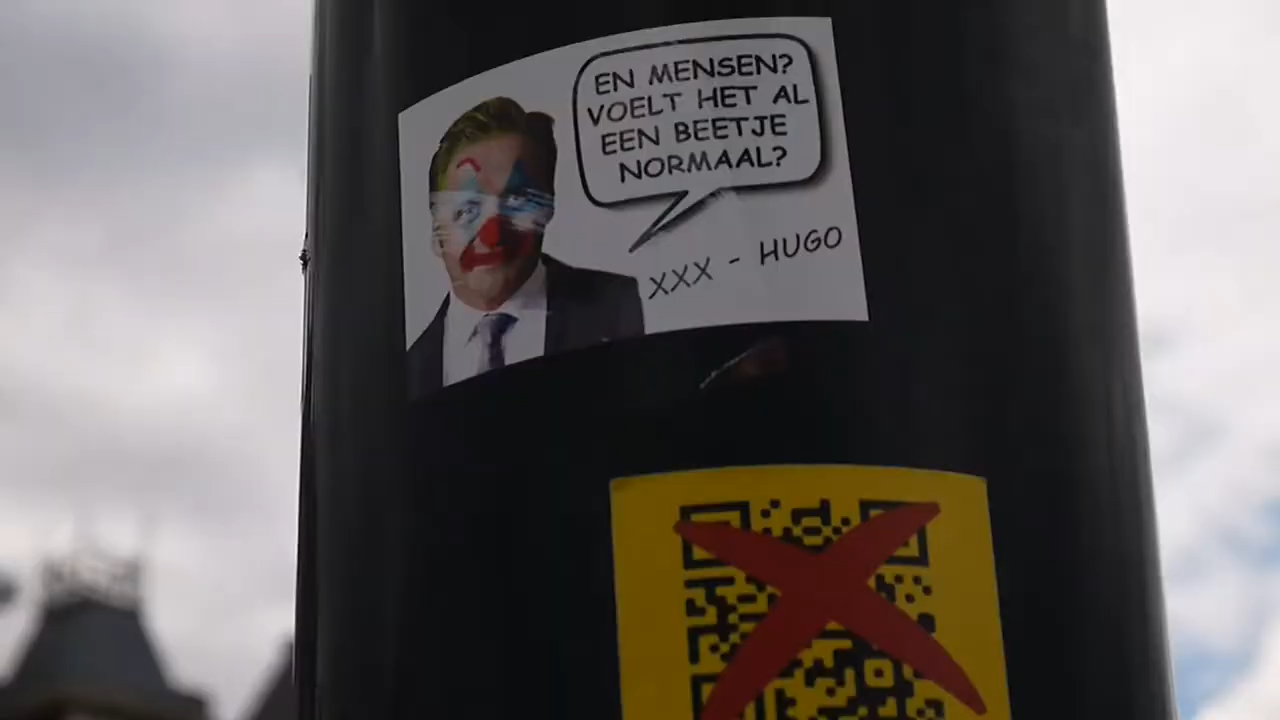 EN MENSEN?
VOELT HET AL
EEN BEETJE
NORMAAL?
XXX - HUGO